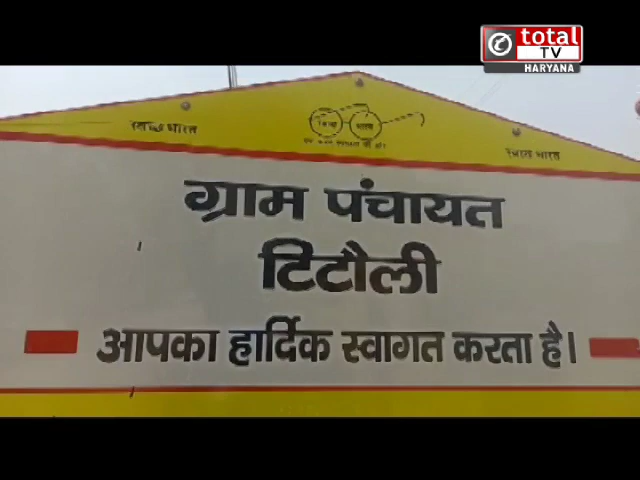 total
TV
HARYANA
स्वच्छ भारत
स्वच्छ भारत
ग्राम पंचायत
टिटौली
आपका हार्दिक स्वागत करता है।